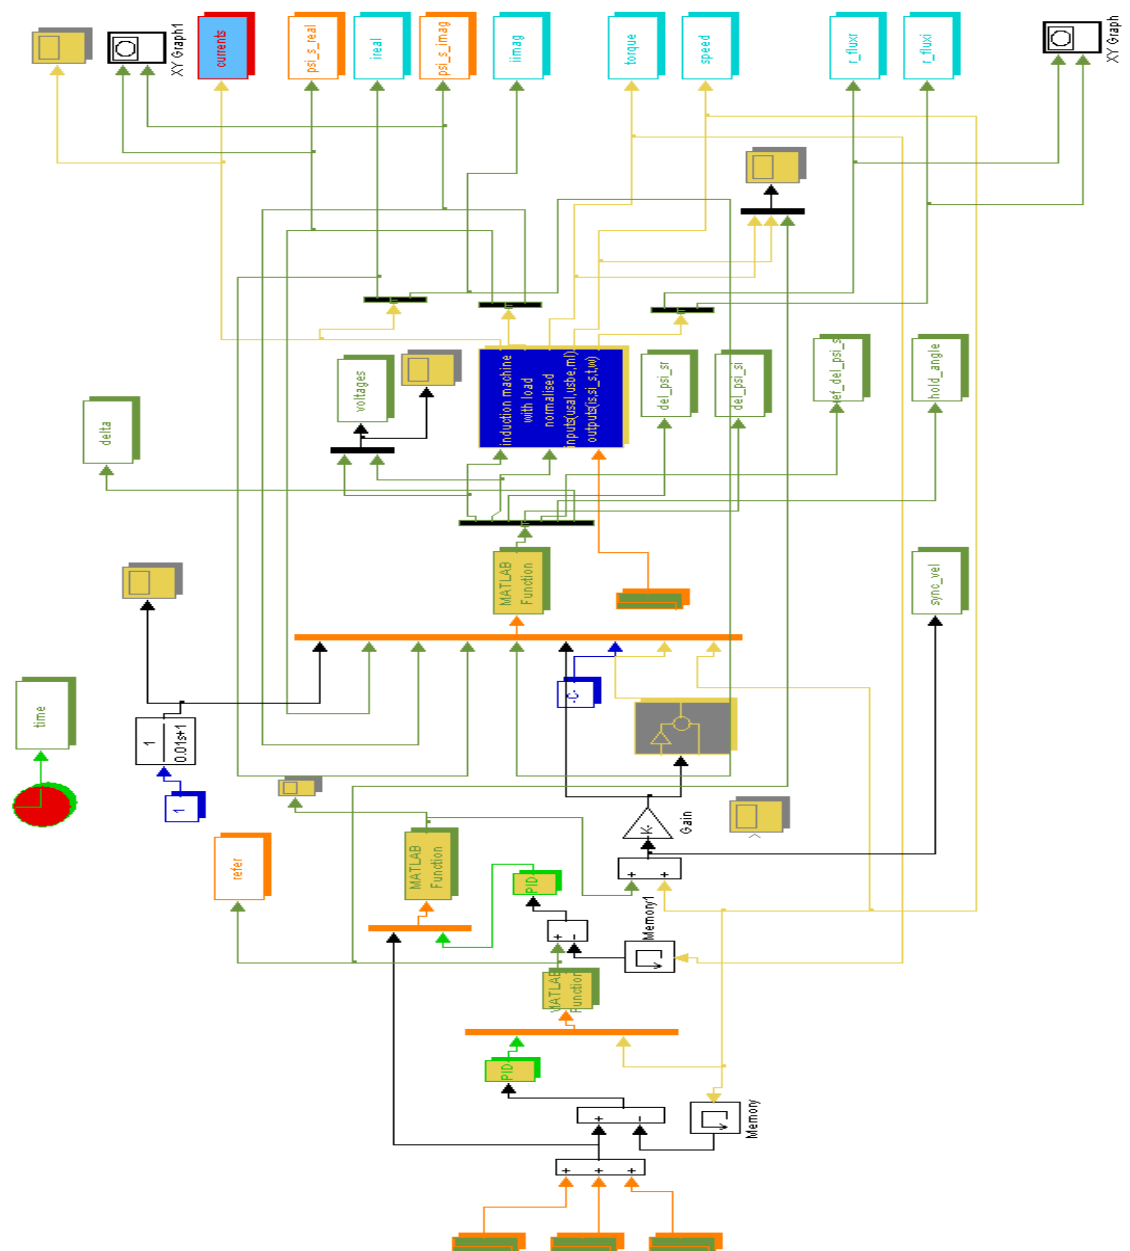 XY Graph1
currents
psi_s_real
ireal
psi_s_imag
iimag
torque
speed
r_fluxr
r_fluxi
XY Graph
delta
voltages
induction machine
with load
normalised
inputs(usal,usbe,ml)
outputs(is,si_s,t,w)
del_psi_sr
del_psi_si
ref_del_psi_s
hold_angle
MATLAB
Function
sync_vel
time
1
0.01s+1
1
-C-
K-
Gain
refer
MATLAB
Function
PID
+
-
+
+
Memory1
MATLAB
Function
PID
+
-
Memory
+
+
+